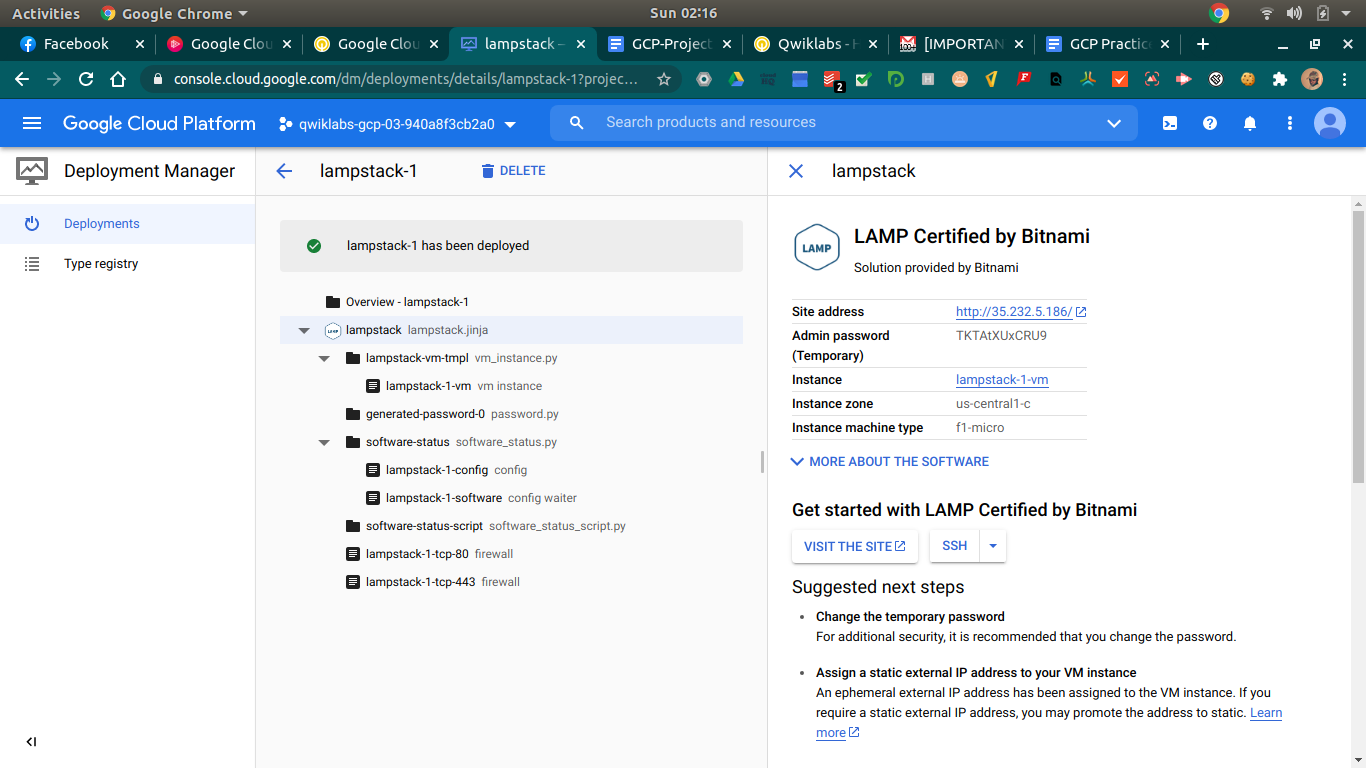 Activities
Google Chrome
Sun 02:16
Facebook
Google Clou
Google Clou
lampstack –
GCP-Project
Qwiklabs - H
[IMPORTAN
GCP Practice
console.cloud.google.com/dm/deployments/details/lampstack-1?projec...
2
Google Cloud Platform
qwiklabs-gcp-03-940a8f3cb2a0
Search products and resources
Deployment Manager
Deployments
Type registry
lampstack-1
DELETE
lampstack-1 has been deployed
Overview - lampstack-1
LAMP lampstack lampstack.jinja
lampstack-vm-tmpl vm_instance.py
lampstack-1-vm vm instance
generated-password-0 password.py
software-status software_status.py
lampstack-1-config config
lampstack-1-software config waiter
software-status-script software_status_script.py
lampstack-1-tcp-80 firewall
lampstack-1-tcp-443 firewall
lampstack
LAMP
LAMP Certified by Bitnami
Solution provided by Bitnami
Site address http://35.232.5.186/
Admin password TKTAtXUxCRU9
(Temporary)
Instance lampstack-1-vm
Instance zone us-central1-c
Instance machine type f1-micro
MORE ABOUT THE SOFTWARE
Get started with LAMP Certified by Bitnami
VISIT THE SITE
SSH
Suggested next steps
• Change the temporary password
For additional security, it is recommended that you change the password.
• Assign a static external IP address to your VM instance
An ephemeral external IP address has been assigned to the VM instance. If you
require a static external IP address, you may promote the address to static. Learn
more